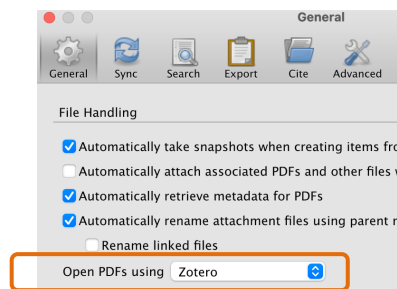 General
General Sync Search Export Cite Advanced
File Handling
Automatically take snapshots when creating items
Automatically attach associated PDFs and other files
Automatically retrieve metadata for PDFs
Automatically rename attachment files using parent
Rename linked files
Open PDFs using Zotero